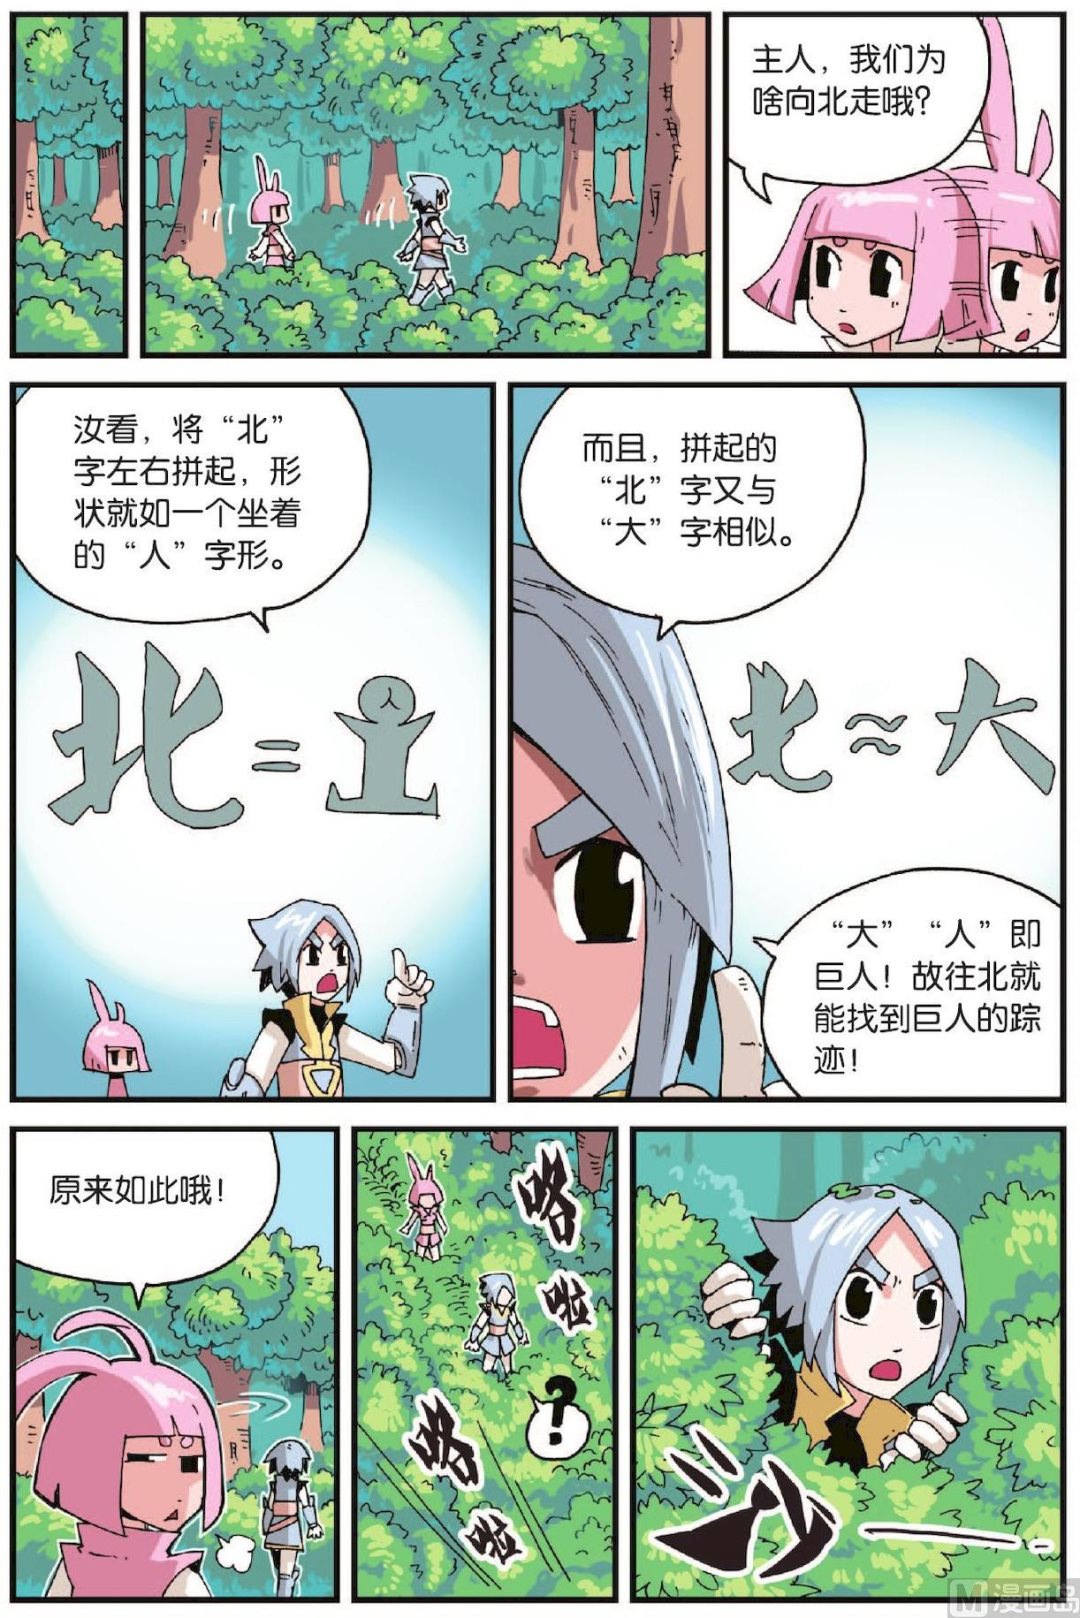 主人，我们为
啥向北走哦？
汝看，将“北”
字左右拼起，形
状就如一个坐着
的“人”字形。
北=
人
而且，拼起的
“北”字又与
“大”字相似。
北≈大
“大”“人”即
巨人！故往北就
能找到巨人的踪
迹！
原来如此哦！
咯
啦
?
咯
啦
M漫画岛